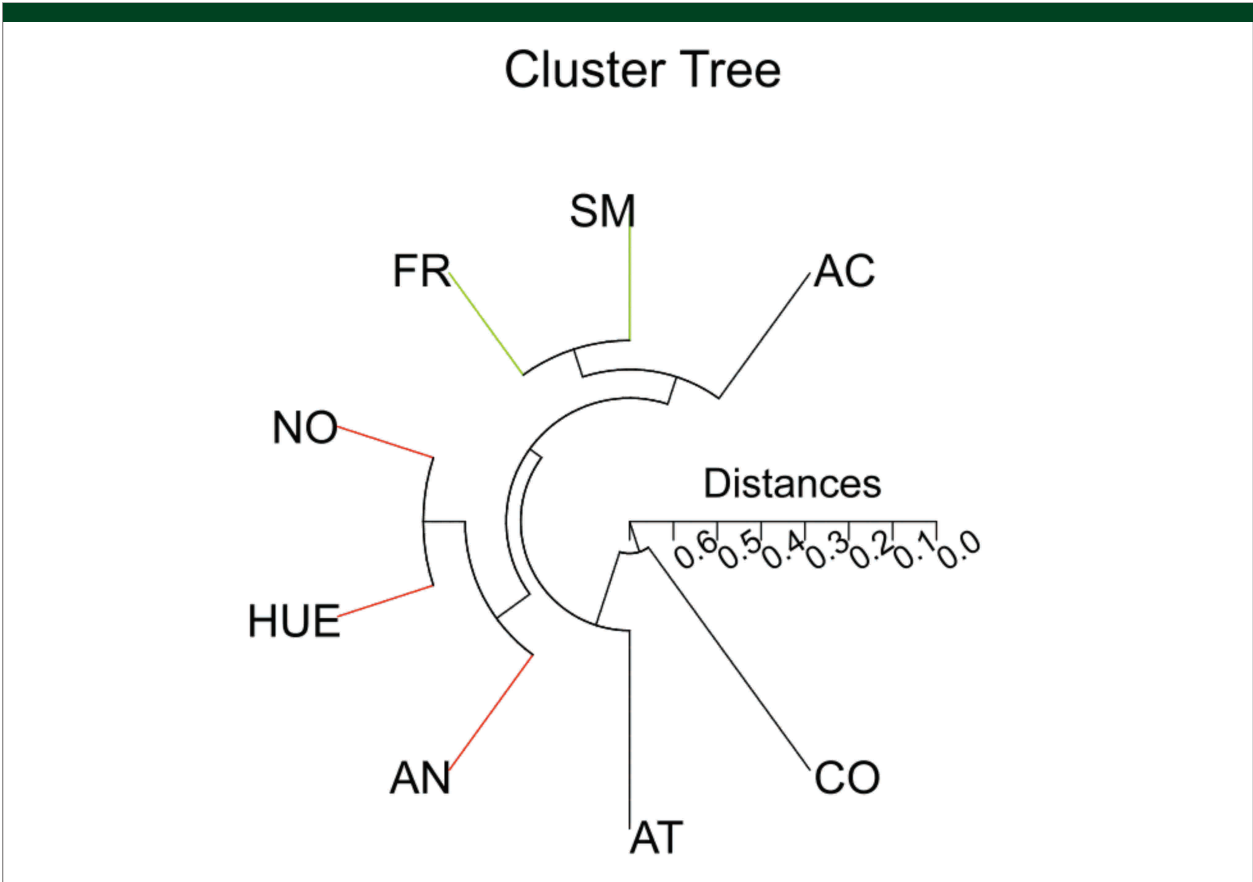 Cluster Tree
SM
FR
AC
NO
Distances
0.6 0.5 0.4 0.3 0.2 0.1 0.0
HUE
AN
CO
AT